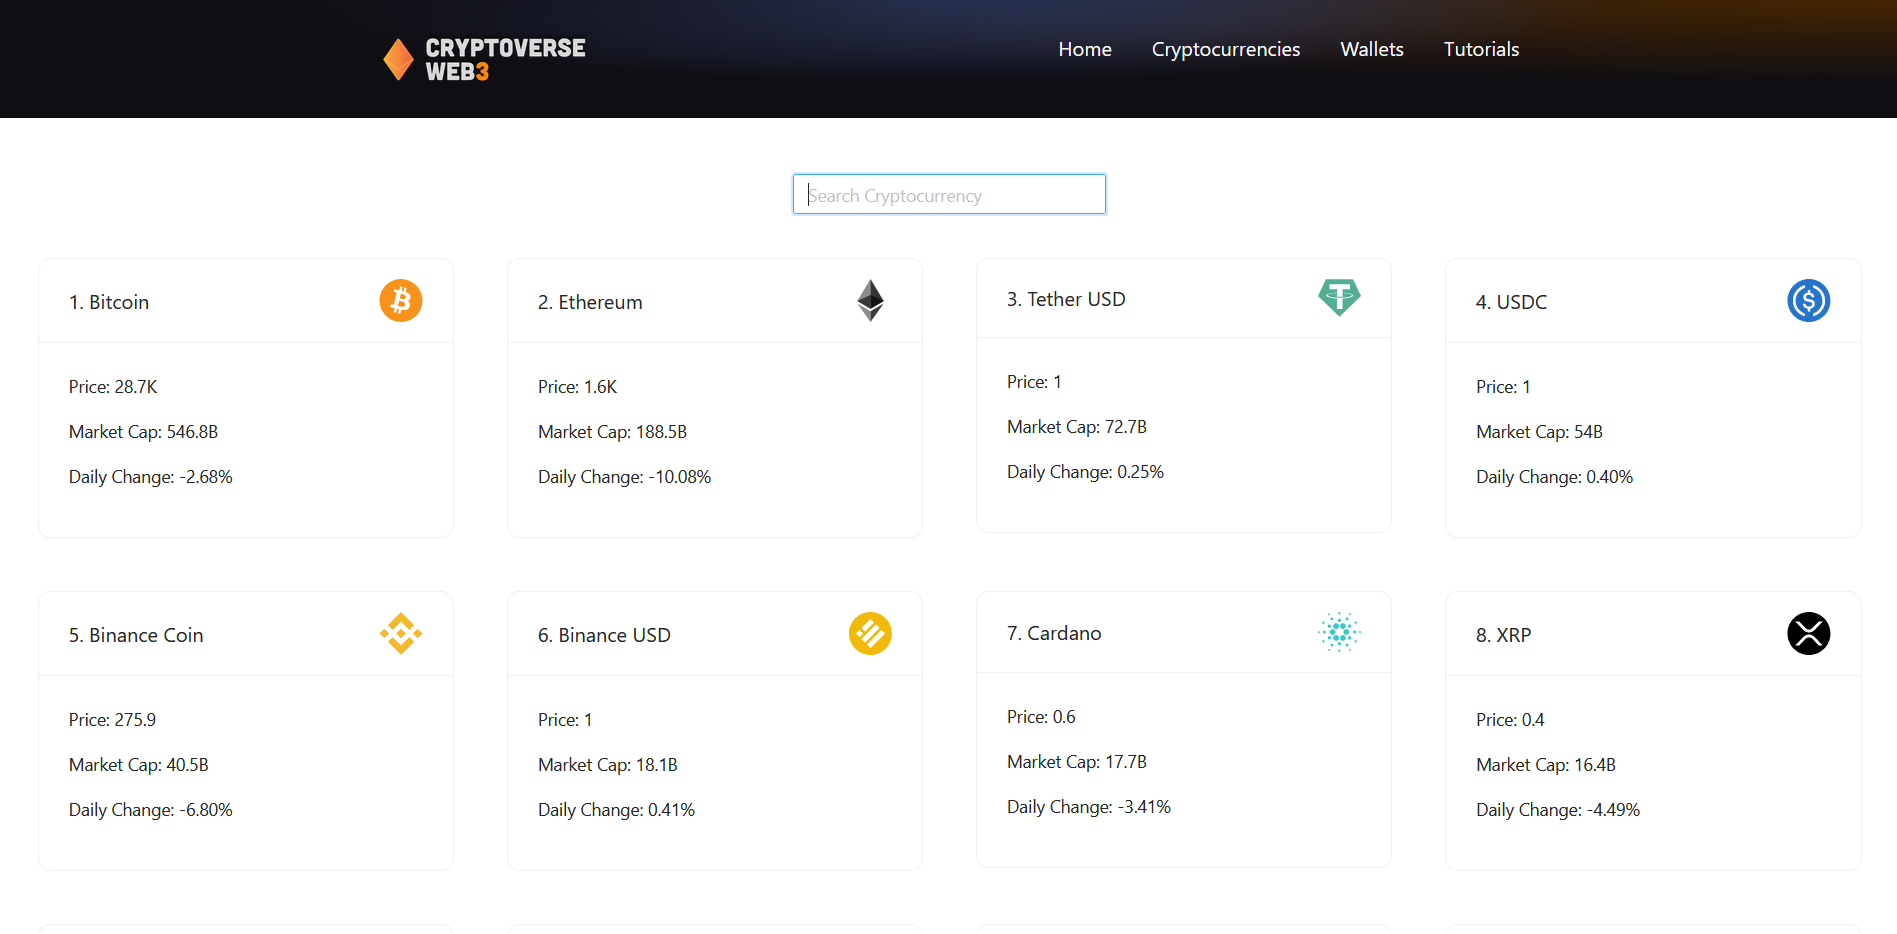 CRYPTOVERSE
WEB3
Home Cryptocurrencies Wallets Tutorials
Search Cryptocurrency
1. Bitcoin
Price: 28.7K
Market Cap: 546.8B
Daily Change: -2.68%
2. Ethereum
Price: 1.6K
Market Cap: 188.5B
Daily Change: -10.08%
3. Tether USD
Price: 1
Market Cap: 72.7B
Daily Change: 0.25%
4. USDC
Price: 1
Market Cap: 54B
Daily Change: 0.40%
5. Binance Coin
Price: 275.9
Market Cap: 40.5B
Daily Change: -6.80%
6. Binance USD
Price: 1
Market Cap: 18.1B
Daily Change: 0.41%
7. Cardano
Price: 0.6
Market Cap: 17.7B
Daily Change: -3.41%
8. XRP
Price: 0.4
Market Cap: 16.4B
Daily Change: -4.49%